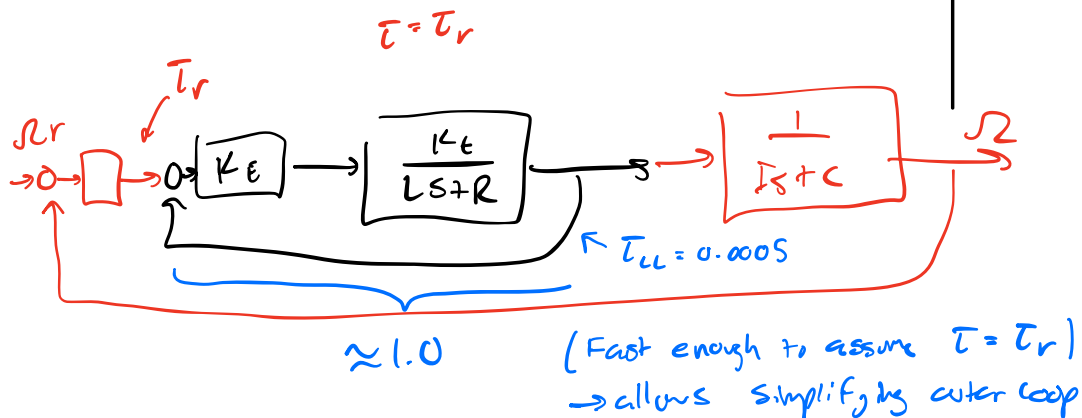 τ = τr
τr
Ωr
KE
Kt
LS+R
1
Is + c
Ω
τCL = 0.0005
≈1.0
(Fast enough to assume τ = τr)
→ allows simplifying outer loop